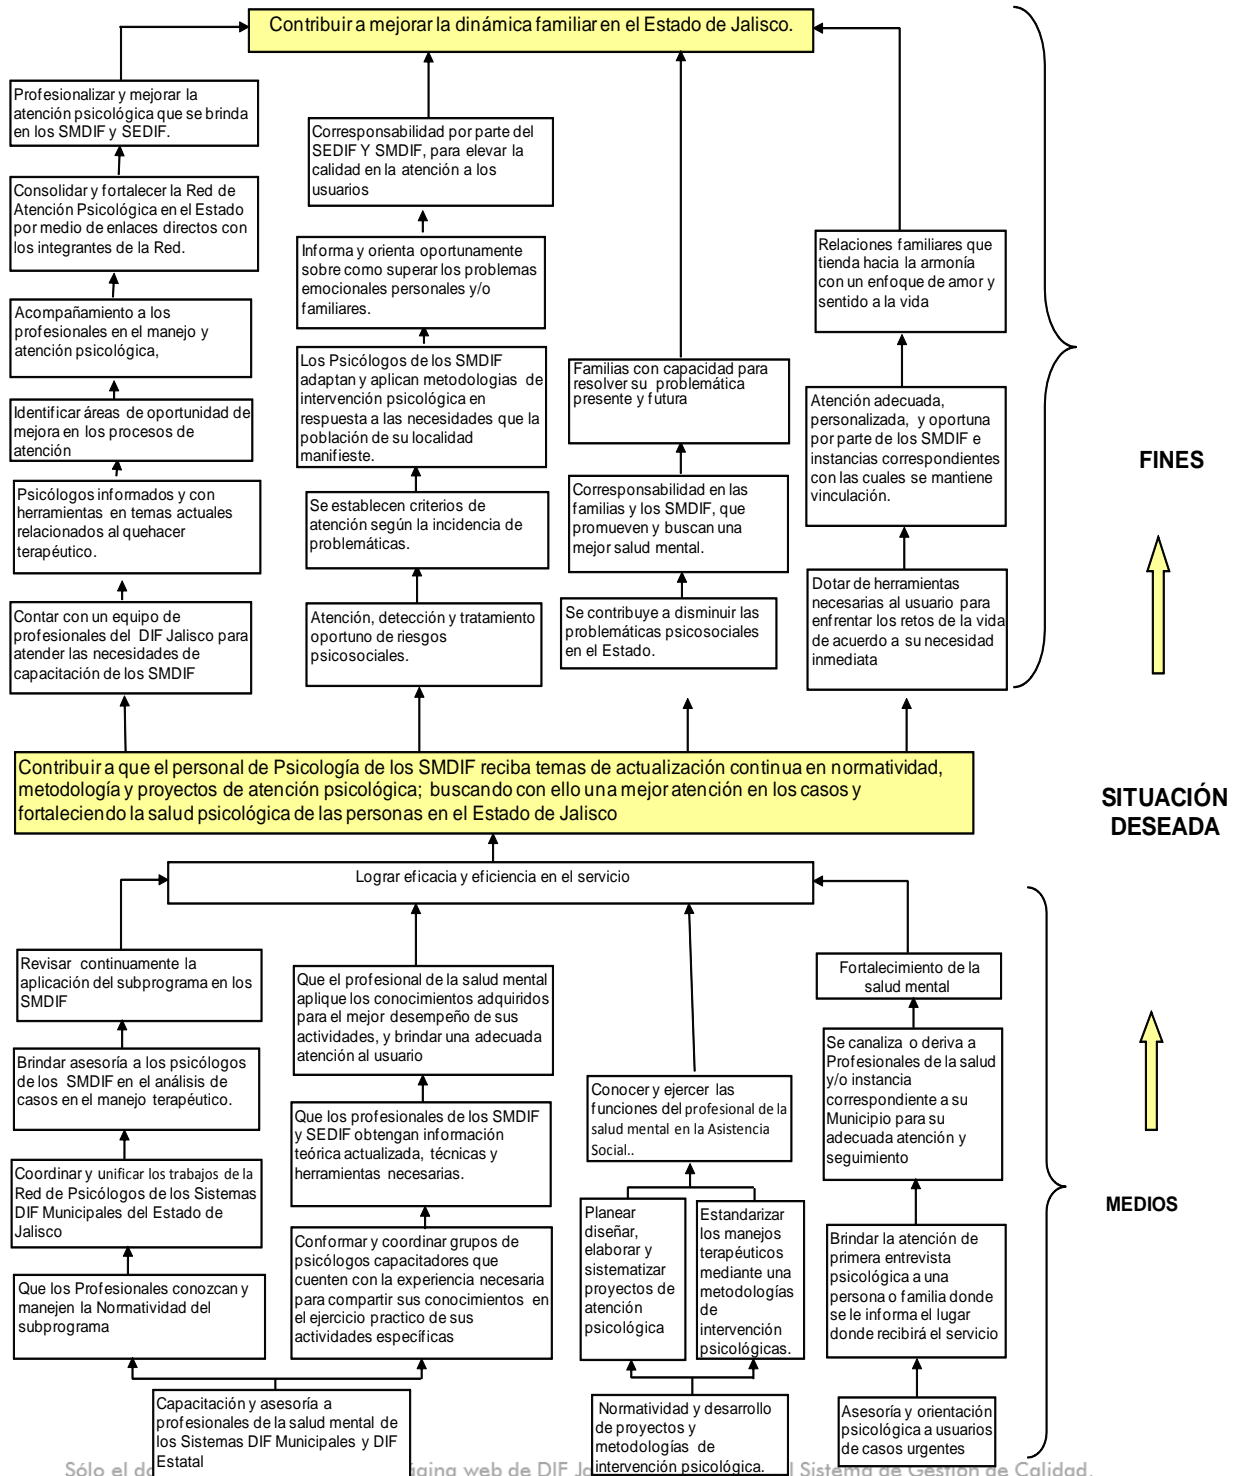 Contribuir a mejorar la dinámica familiar en el Estado de Jalisco.
Profesionalizar y mejorar la
atención psicológica que se brinda
en los SMDIF y SEDIF.
Consolidar y fortalecer la Red de
Atención Psicológica en el Estado
por medio de enlaces directos con
los integrantes de la Red.
Acompañamiento a los
profesionales en el manejo y
atención psicológica,
Identificar áreas de oportunidad de
mejora en los procesos de
atención
Psicólogos informados y con
herramientas en temas actuales
relacionados al quehacer
terapéutico.
Contar con un equipo de
profesionales del DIF Jalisco para
atender las necesidades de
capacitación de los SMDIF
Corresponsabilidad por parte del
SEDIF Y SMDIF, para elevar la
calidad en la atención a los
usuarios
Informa y orienta oportunamente
sobre como superar los problemas
emocionales personales y/o
familiares.
Los Psicólogos de los SMDIF
adaptan y aplican metodologias de
intervención psicológica en
respuesta a las necesidades que la
población de su localidad
manifieste.
Se establecen criterios de
atención según la incidencia de
problemáticas.
Atención, detección y tratamiento
oportuno de riesgos
psicosociales.
Familias con capacidad para
resolver su problemática
presente y futura
Corresponsabilidad en las
familias y los SMDIF, que
promueven y buscan una
mejor salud mental.
Se contribuye a disminuir las
problemáticas psicosociales
en el Estado.
Relaciones familiares que
tienda hacia la armonía
con un enfoque de amor y
sentido a la vida
Atención adecuada,
personalizada, y oportuna
por parte de los SMDIF e
instancias correspondientes
con las cuales se mantiene
vinculación.
Dotar de herramientas
necesarias al usuario para
enfrentar los retos de la vida
de acuerdo a su necesidad
inmediata
FINES
Contribuir a que el personal de Psicología de los SMDIF reciba temas de actualización continua en normatividad,
metodología y proyectos de atención psicológica; buscando con ello una mejor atención en los casos y
fortaleciendo la salud psicológica de las personas en el Estado de Jalisco
SITUACIÓN
DESEADA
Lograr eficacia y eficiencia en el servicio
Revisar continuamente la
aplicación del subprograma en los
SMDIF
Brindar asesoría a los psicólogos
de los SMDIF en el análisis de
casos en el manejo terapéutico.
Coordinar y unificar los trabajos de la
Red de Psicólogos de los Sistemas
DIF Municipales del Estado de
Jalisco
Que los Profesionales conozcan y
manejen la Normatividad del
subprograma
Que el profesional de la salud mental
aplique los conocimientos adquiridos
para el mejor desempeño de sus
actividades, y brindar una adecuada
atención al usuario
Que los profesionales de los SMDIF
y SEDIF obtengan información
teórica actualizada, técnicas y
herramientas necesarias.
Conformar y coordinar grupos de
psicólogos capacitadores que
cuenten con la experiencia necesaria
para compartir sus conocimientos en
el ejercicio practico de sus
actividades específicas
Capacitación y asesoría a
profesionales de la salud mental de
los Sistemas DIF Municipales y DIF
Estatal
Conocer y ejercer las
funciones del profesional de la
salud mental en la Asistencia
Social..
Planear
diseñar,
elaborar y
sistematizar
proyectos de
atención
psicológica
Estandarizar
los manejos
terapéuticos
mediante una
metodologías
de
intervención
psicológicas.
Normatividad y desarrollo
de proyectos y
metodologías de
intervención psicológica.
Fortalecimiento de la
salud mental
Se canaliza o deriva a
Profesionales de la salud
y/o instancia
correspondiente a su
Municipio para su
adecuada atención y
seguimiento
Brindar la atención de
primera entrevista
psicológica a una
persona o familia donde
se le informa el lugar
donde recibirá el servicio
Asesoría y orientación
psicológica a usuarios
de casos urgentes
MEDIOS
Sólo el web de DIF Sistema de Gestión de Calidad.